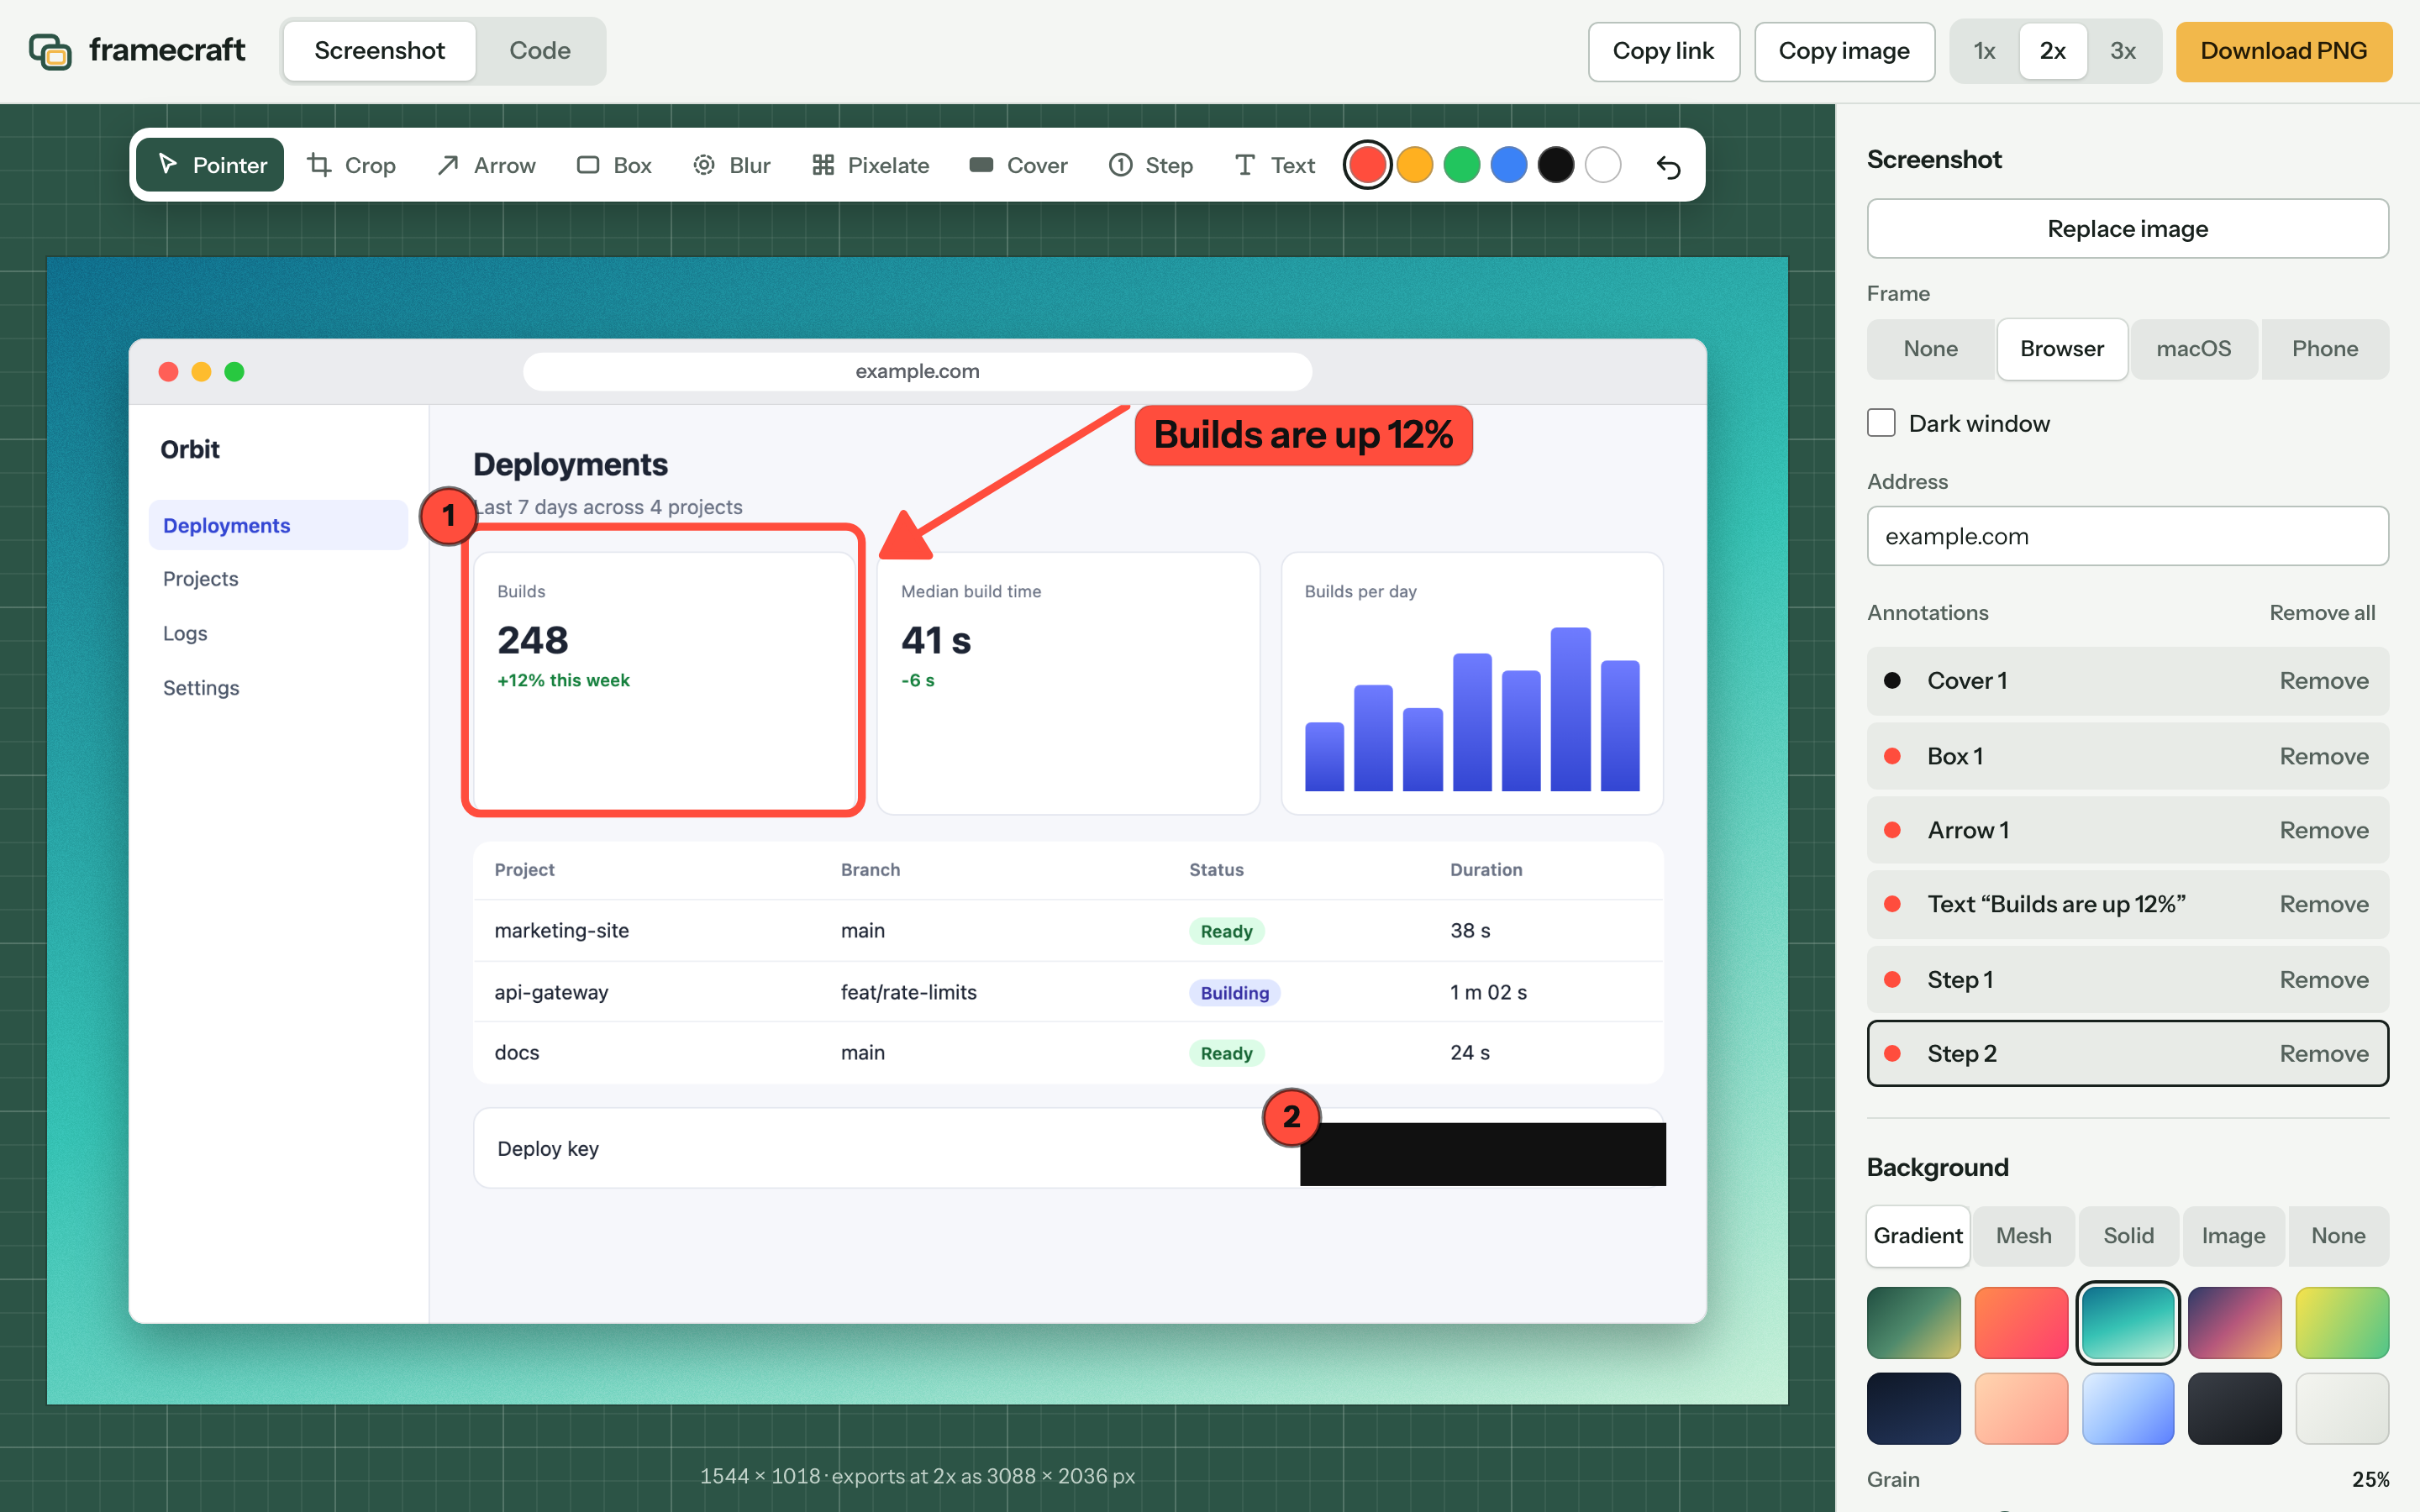 framecraft
Screenshot
Code
Copy link
Copy image
1x
2x
3x
Download PNG
Pointer
Crop
Arrow
Box
Blur
Pixelate
Cover
1
Step
Text
example.com
Orbit
Deployments
Projects
Logs
Settings
Builds are up 12%
Deployments
1
Last 7 days across 4 projects
Builds
248
+12% this week
Median build time
41 s
-6 s
Builds per day
Project Branch Status Duration
marketing-site main Ready 38 s
api-gateway feat/rate-limits Building 1 m 02 s
docs main Ready 24 s
2
Deploy key
1544 × 1018 · exports at 2x as 3088 × 2036 px
Screenshot
Replace image
Frame
None
Browser
macOS
Phone
Dark window
Address
example.com
Annotations
Remove all
Cover 1 Remove
Box 1 Remove
Arrow 1 Remove
Text “Builds are up 12%” Remove
Step 1 Remove
Step 2 Remove
Background
Gradient
Mesh
Solid
Image
None
Grain 25%